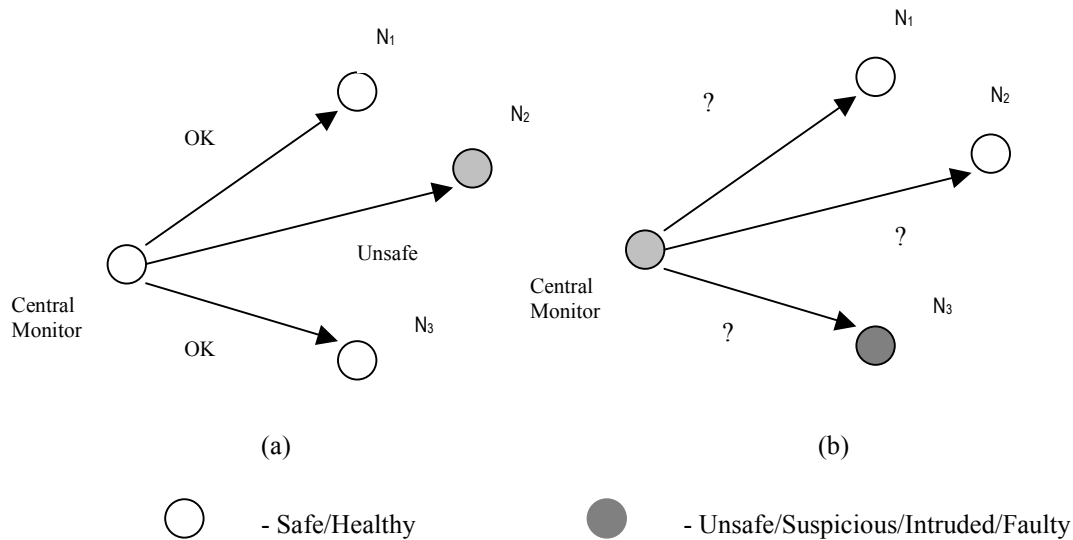 N₁
N₂
OK
Unsafe
Central
Monitor
N₃
OK
(a)
N₁
?
N₂
?
Central
Monitor
N₃
?
(b)
- Safe/Healthy
- Unsafe/Suspicious/Intruded/Faulty